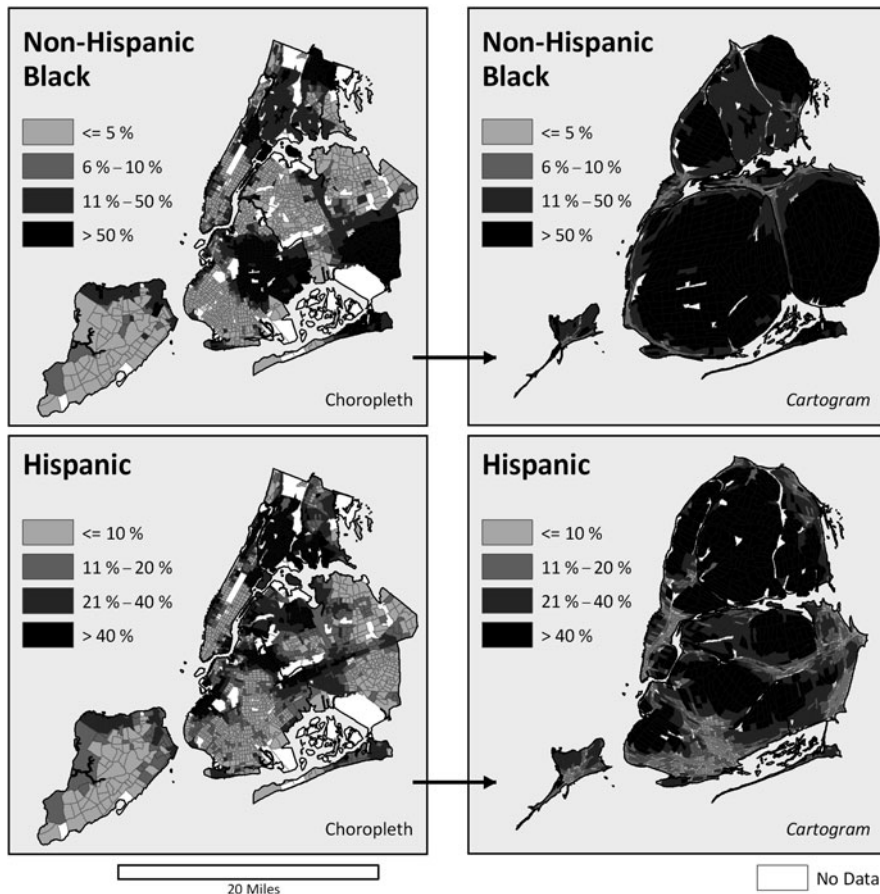 Non-Hispanic
Black
<= 5 %
6 % – 10 %
11 % – 50 %
> 50 %
Choropleth
Non-Hispanic
Black
<= 5 %
6 % – 10 %
11 % – 50 %
> 50 %
Cartogram
Hispanic
<= 10 %
11 % – 20 %
21 % – 40 %
> 40 %
Choropleth
Hispanic
<= 10 %
11 % – 20 %
21 % – 40 %
> 40 %
Cartogram
20 Miles
No Data